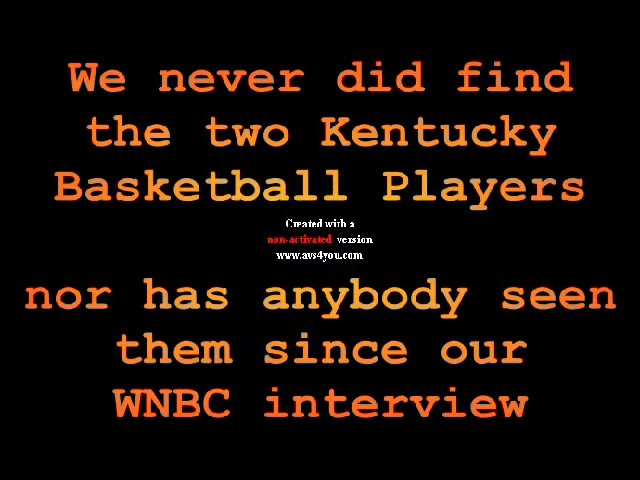 We never did find
the two Kentucky
Basketball Players
Created with a
non-activated version
www.avs4you.com
nor has anybody seen
them since our
WNBC interview